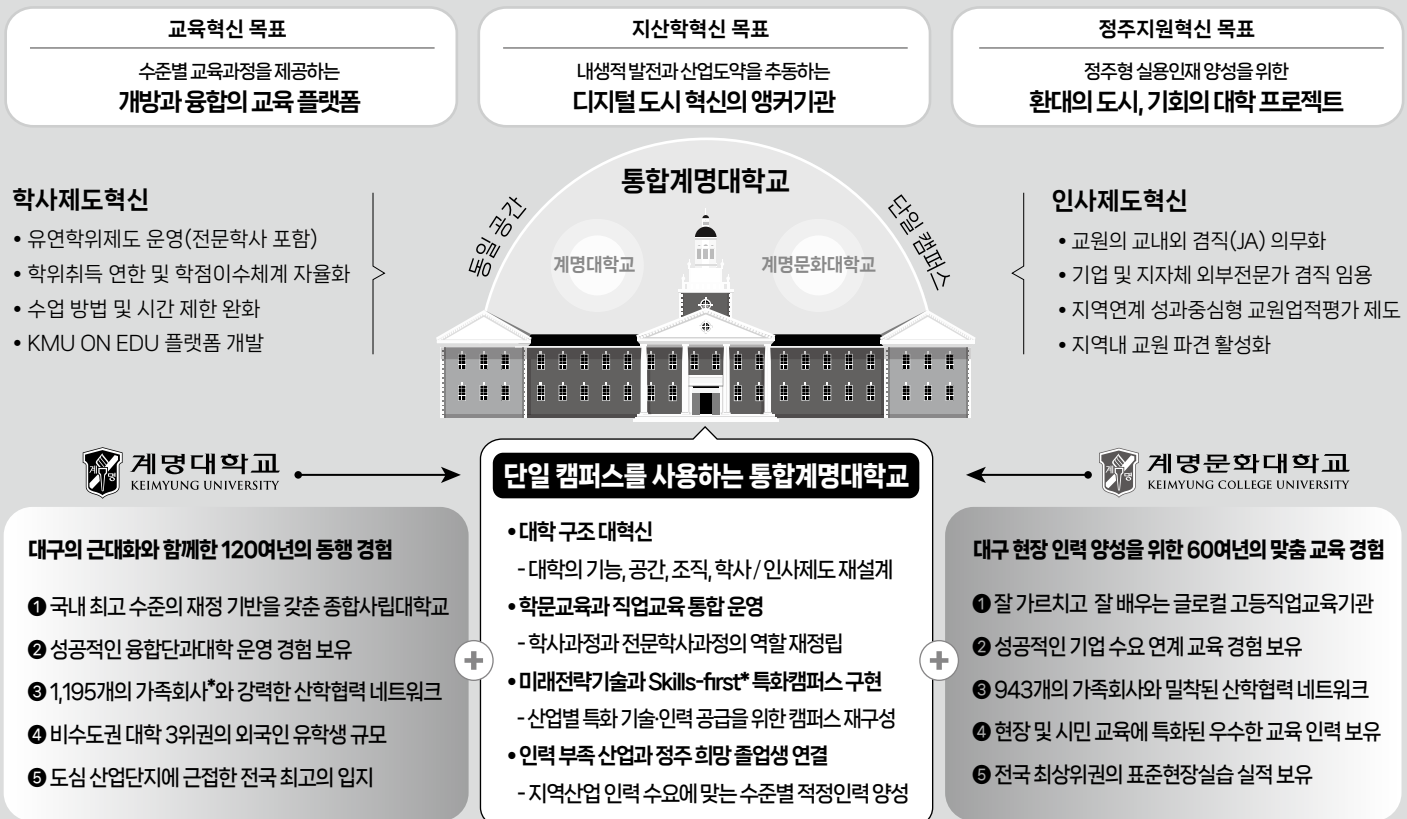 교육혁신 목표
수준별 교육과정을 제공하는
개방과 융합의 교육 플랫폼
지산학혁신 목표
내생적 발전과 산업도약을 추동하는
디지털 도시 혁신의 앵커기관
정주지원혁신 목표
정주형 실용인재 양성을 위한
환대의 도시, 기회의 대학 프로젝트
학사제도혁신
• 유연학위제도 운영(전문학사 포함)
• 학위취득 연한 및 학점이수체계 자율화
• 수업 방법 및 시간 제한 완화
• KMU ON EDU 플랫폼 개발
통합계명대학교
동일 공간
단일 캠퍼스
계명대학교
계명문화대학교
인사제도혁신
• 교원의 교내외 겸직(JA) 의무화
• 기업 및 지자체 외부전문가 겸직 임용
• 지역연계 성과중심형 교원업적평가 제도
• 지역내 교원 파견 활성화
계명
계명대학교
KEIMYUNG UNIVERSITY
대구의 근대화와 함께한 120여년의 동행 경험
❶ 국내 최고 수준의 재정 기반을 갖춘 종합사립대학교
❷ 성공적인 융합단과대학 운영 경험 보유
❸ 1,195개의 가족회사*와 강력한 산학협력 네트워크
❹ 비수도권 대학 3위권의 외국인 유학생 규모
❺ 도심 산업단지에 근접한 전국 최고의 입지
+
단일 캠퍼스를 사용하는 통합계명대학교
• 대학 구조 대혁신
- 대학의 기능, 공간, 조직, 학사 / 인사제도 재설계
• 학문교육과 직업교육 통합 운영
- 학사과정과 전문학사과정의 역할 재정립
• 미래전략기술과 Skills-first* 특화캠퍼스 구현
- 산업별 특화 기술·인력 공급을 위한 캠퍼스 재구성
• 인력 부족 산업과 정주 희망 졸업생 연결
- 지역산업 인력 수요에 맞는 수준별 적정인력 양성
+
계명
계명문화대학교
KEIMYUNG COLLEGE UNIVERSITY
대구 현장 인력 양성을 위한 60여년의 맞춤 교육 경험
❶ 잘 가르치고 잘 배우는 글로컬 고등직업교육기관
❷ 성공적인 기업 수요 연계 교육 경험 보유
❸ 943개의 가족회사와 밀착된 산학협력 네트워크
❹ 현장 및 시민 교육에 특화된 우수한 교육 인력 보유
❺ 전국 최상위권의 표준현장실습 실적 보유